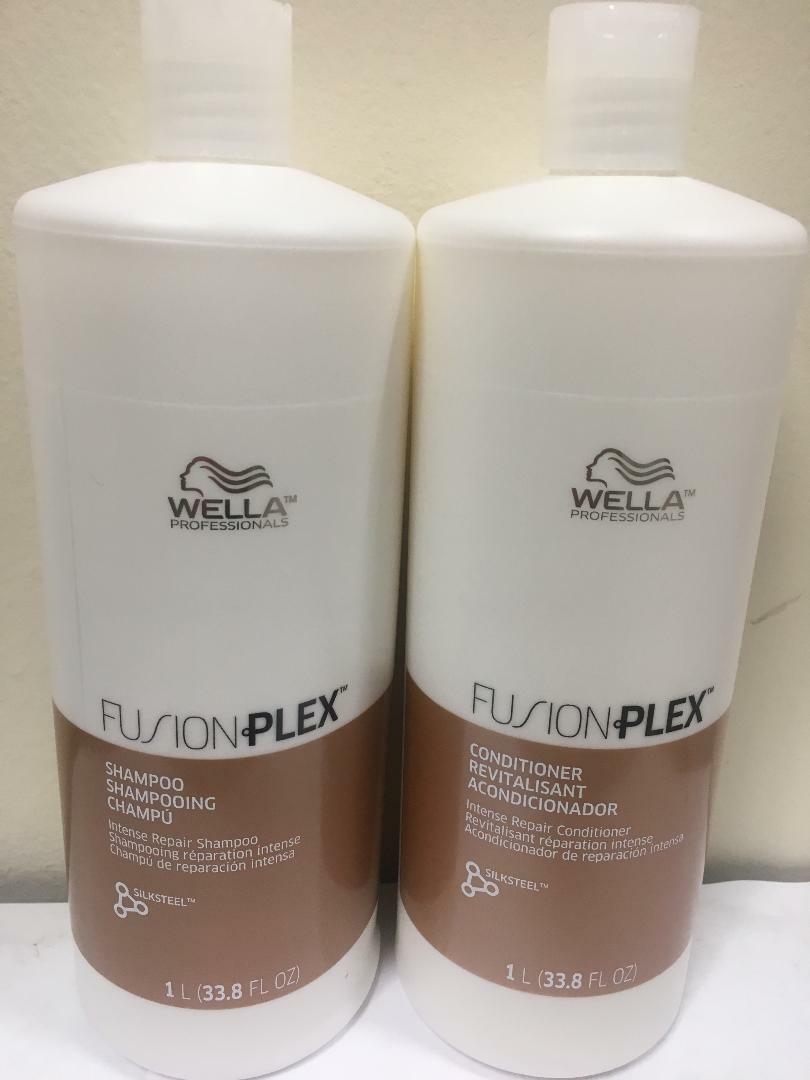 WELLA™
PROFESSIONALS
FUSIONPLEX™
SHAMPOO
SHAMPOOING
CHAMPÚ
Intense Repair Shampoo
Shampooing réparation intense
Champú de reparación intensa
SILKSTEEL™
1 L (33.8 FL OZ)
WELLA™
PROFESSIONALS
FUSIONPLEX™
CONDITIONER
REVITALISANT
ACONDICIONADOR
Intense Repair Conditioner
Revitalisant réparation intense
Acondicionador de reparación intensa
SILKSTEEL™
1 L (33.8 FL OZ)